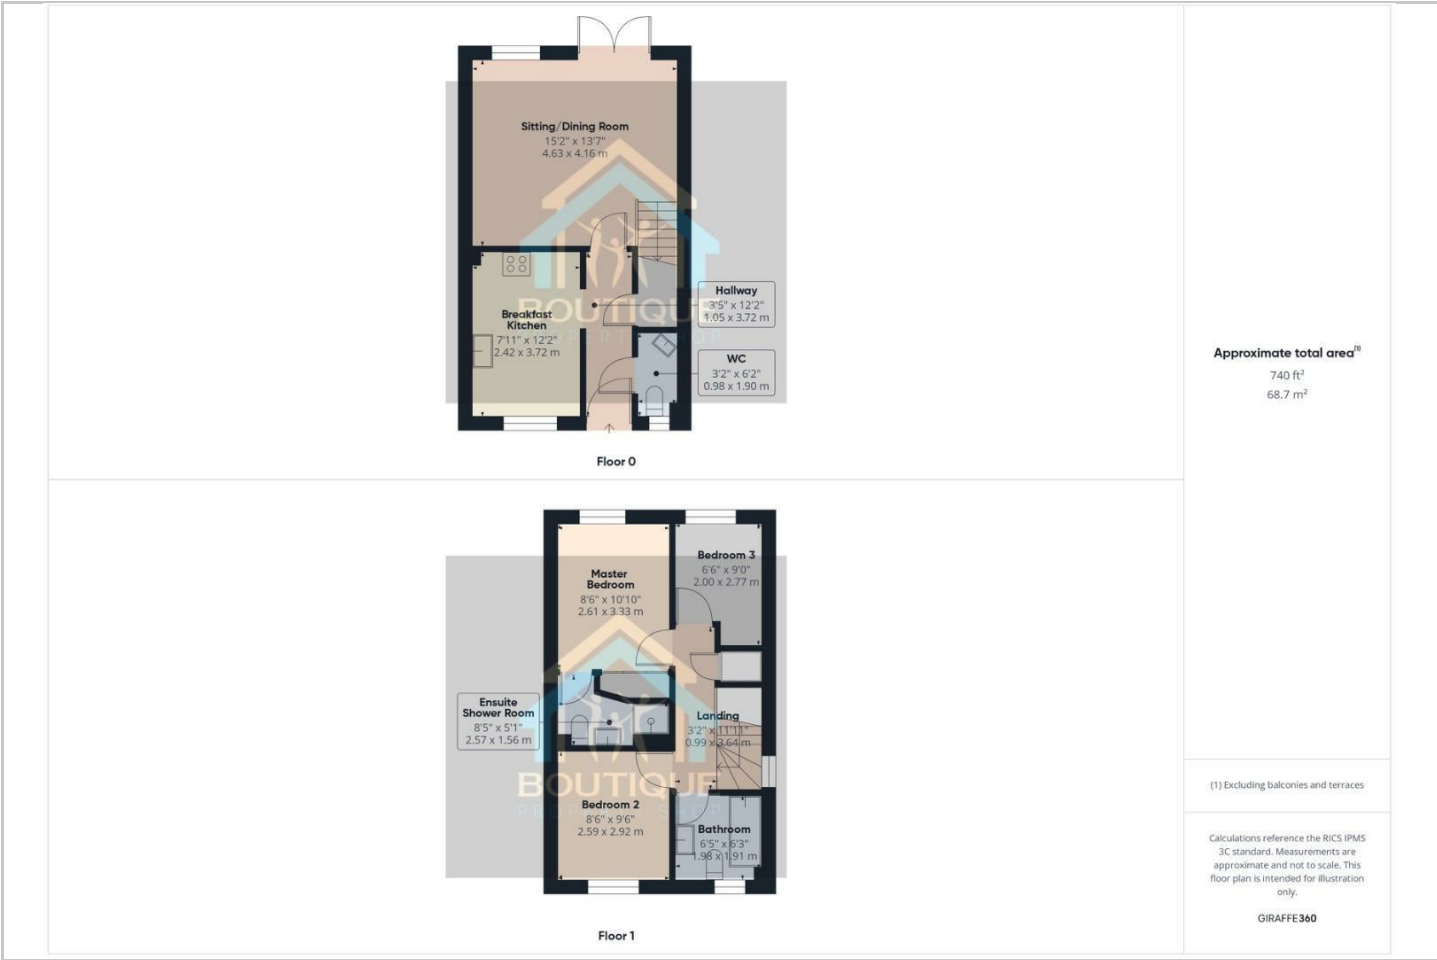 Sitting/Dining Room
15'2" x 13'7"
4.63 x 4.16 m
Breakfast
Kitchen
7'11" x 12'2"
2.42 x 3.72 m
Hallway
3'5" x 12'2"
1.05 x 3.72 m
WC
3'2" x 6'2"
0.98 x 1.90 m
BOUTIQUE
PROPERTY SHOP
Floor 0
Master
Bedroom
8'6" x 10'10"
2.61 x 3.33 m
Bedroom 3
6'6" x 9'0"
2.00 x 2.77 m
Ensuite
Shower Room
8'5" x 5'1"
2.57 x 1.56 m
Landing
3'2" x 11'11"
0.99 x 3.64 m
BOUTIQUE
PROPERTY SHOP
Bedroom 2
8'6" x 9'6"
2.59 x 2.92 m
Bathroom
6'5" x 6'3"
1.98 x 1.91 m
Floor 1
Approximate total area(1)
740 ft²
68.7 m²
(1) Excluding balconies and terraces
Calculations reference the RICS IPMS
3C standard. Measurements are
approximate and not to scale. This
floor plan is intended for illustration
only.
GIRAFFE360